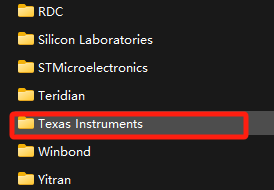 RDC
Silicon Laboratories
STMicroelectronics
Teridian
Texas Instruments
Winbond
Yitran